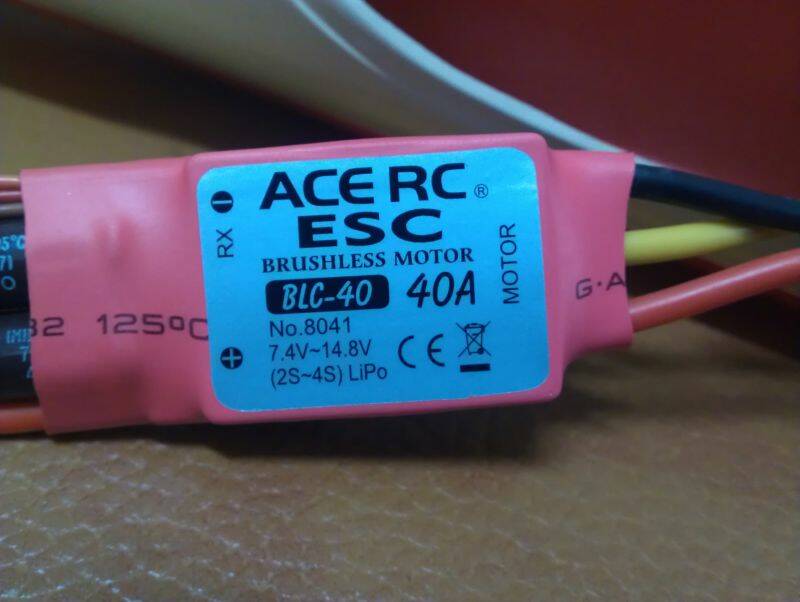 ACE RC®
ESC
BRUSHLESS MOTOR
BLC-40 40A
No.8041
7.4V~14.8V
(2S~4S) LiPo
CE
RX
MOTOR
125ºC
G·A